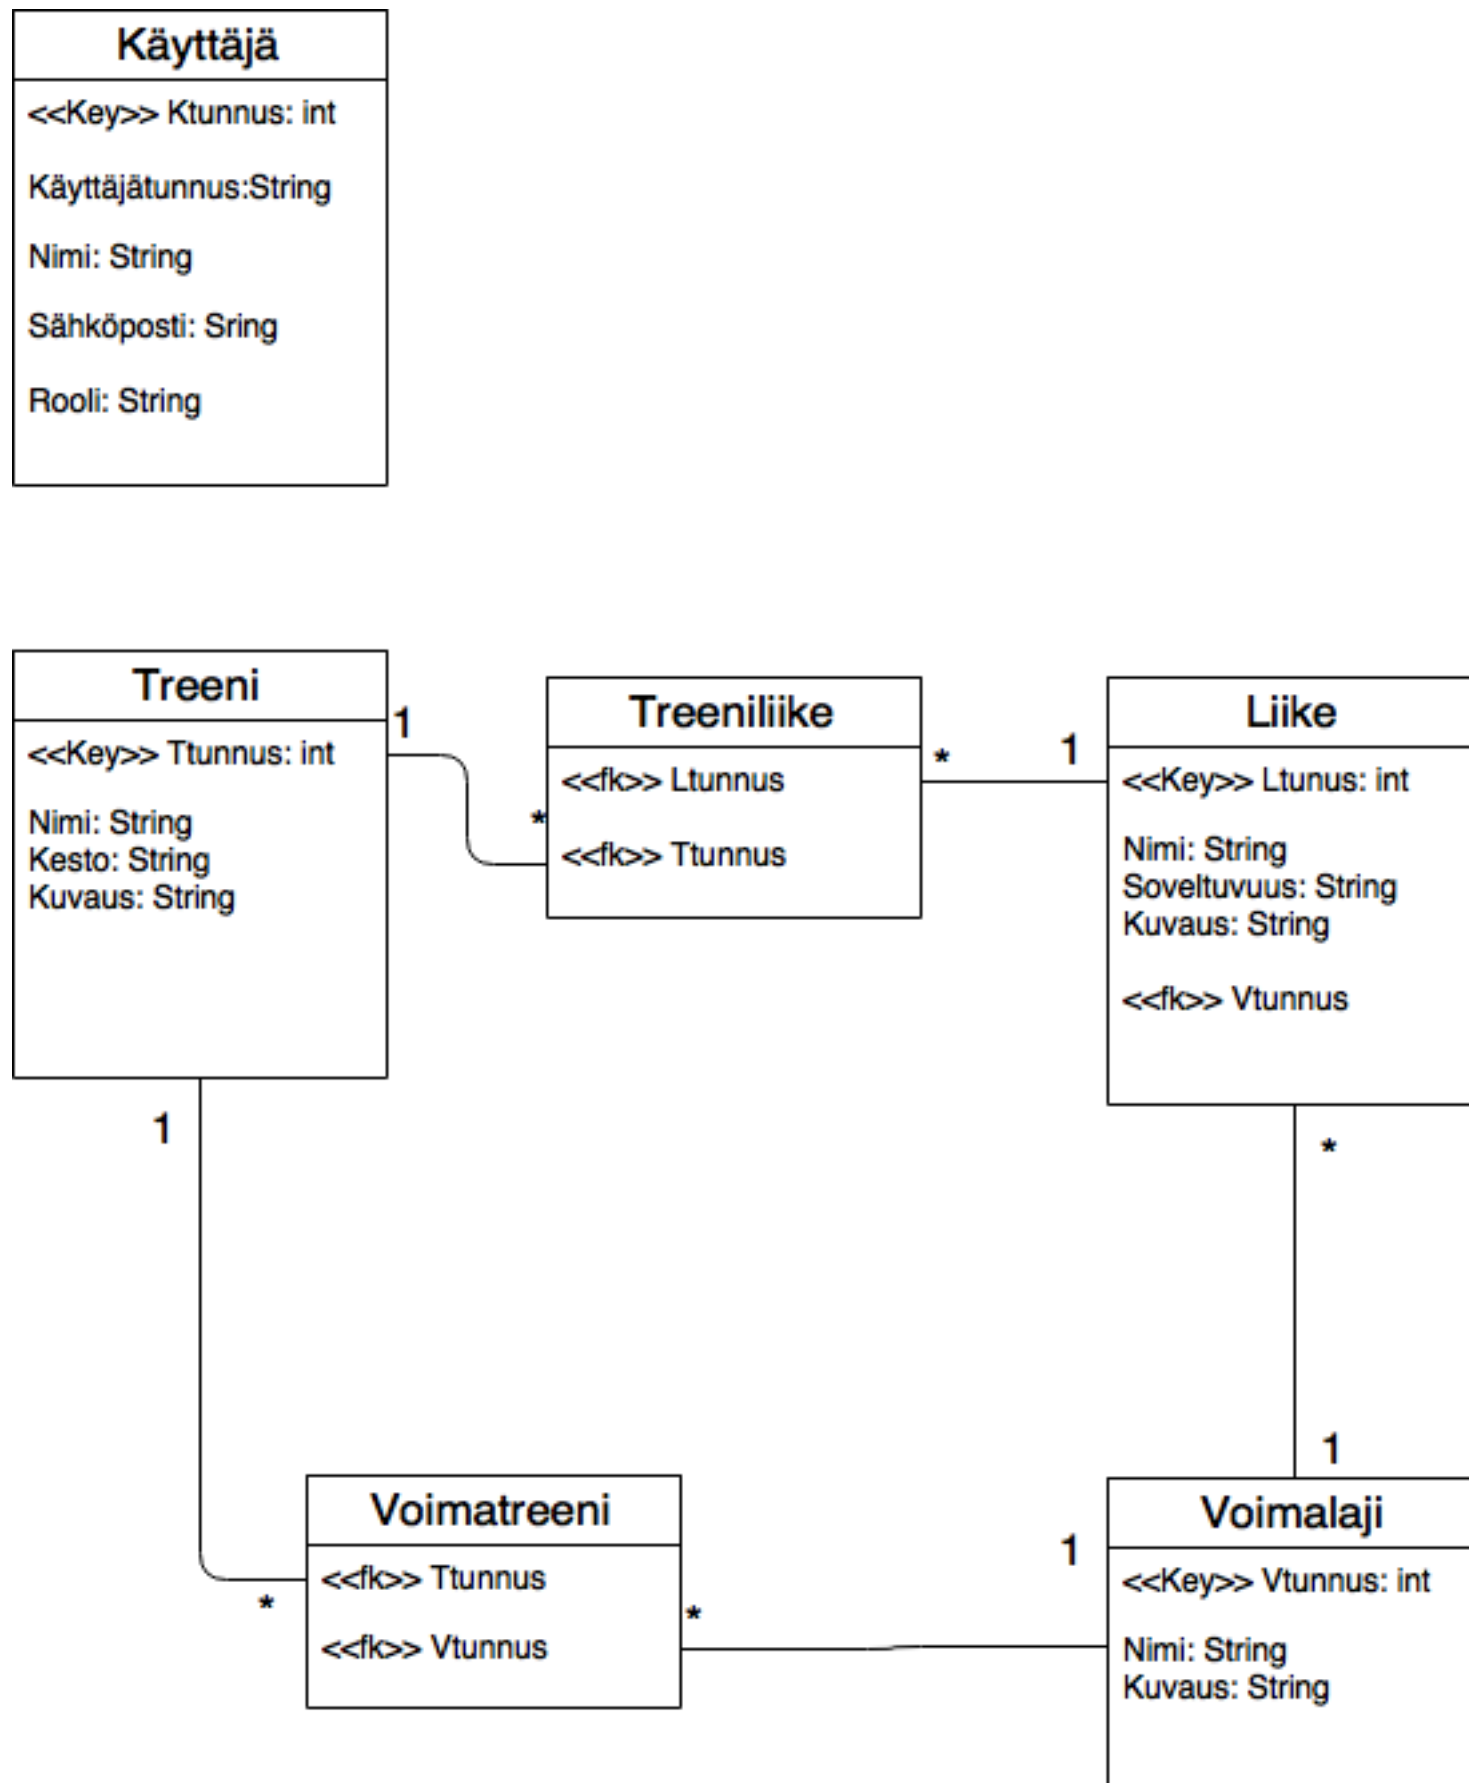 Käyttäjä
<<Key>> Ktunnus: int
Käyttäjätunnus:String
Nimi: String
Sähköposti: Sring
Rooli: String
Treeni
<<Key>> Ttunnus: int
Nimi: String
Kesto: String
Kuvaus: String
1
*
Treeniliike
<<fk>> Ltunnus
<<fk>> Ttunnus
*
1
Liike
<<Key>> Ltunus: int
Nimi: String
Soveltuvuus: String
Kuvaus: String
<<fk>> Vtunnus
1
*
*
1
Voimatreeni
<<fk>> Ttunnus
<<fk>> Vtunnus
*
1
Voimalaji
<<Key>> Vtunnus: int
Nimi: String
Kuvaus: String